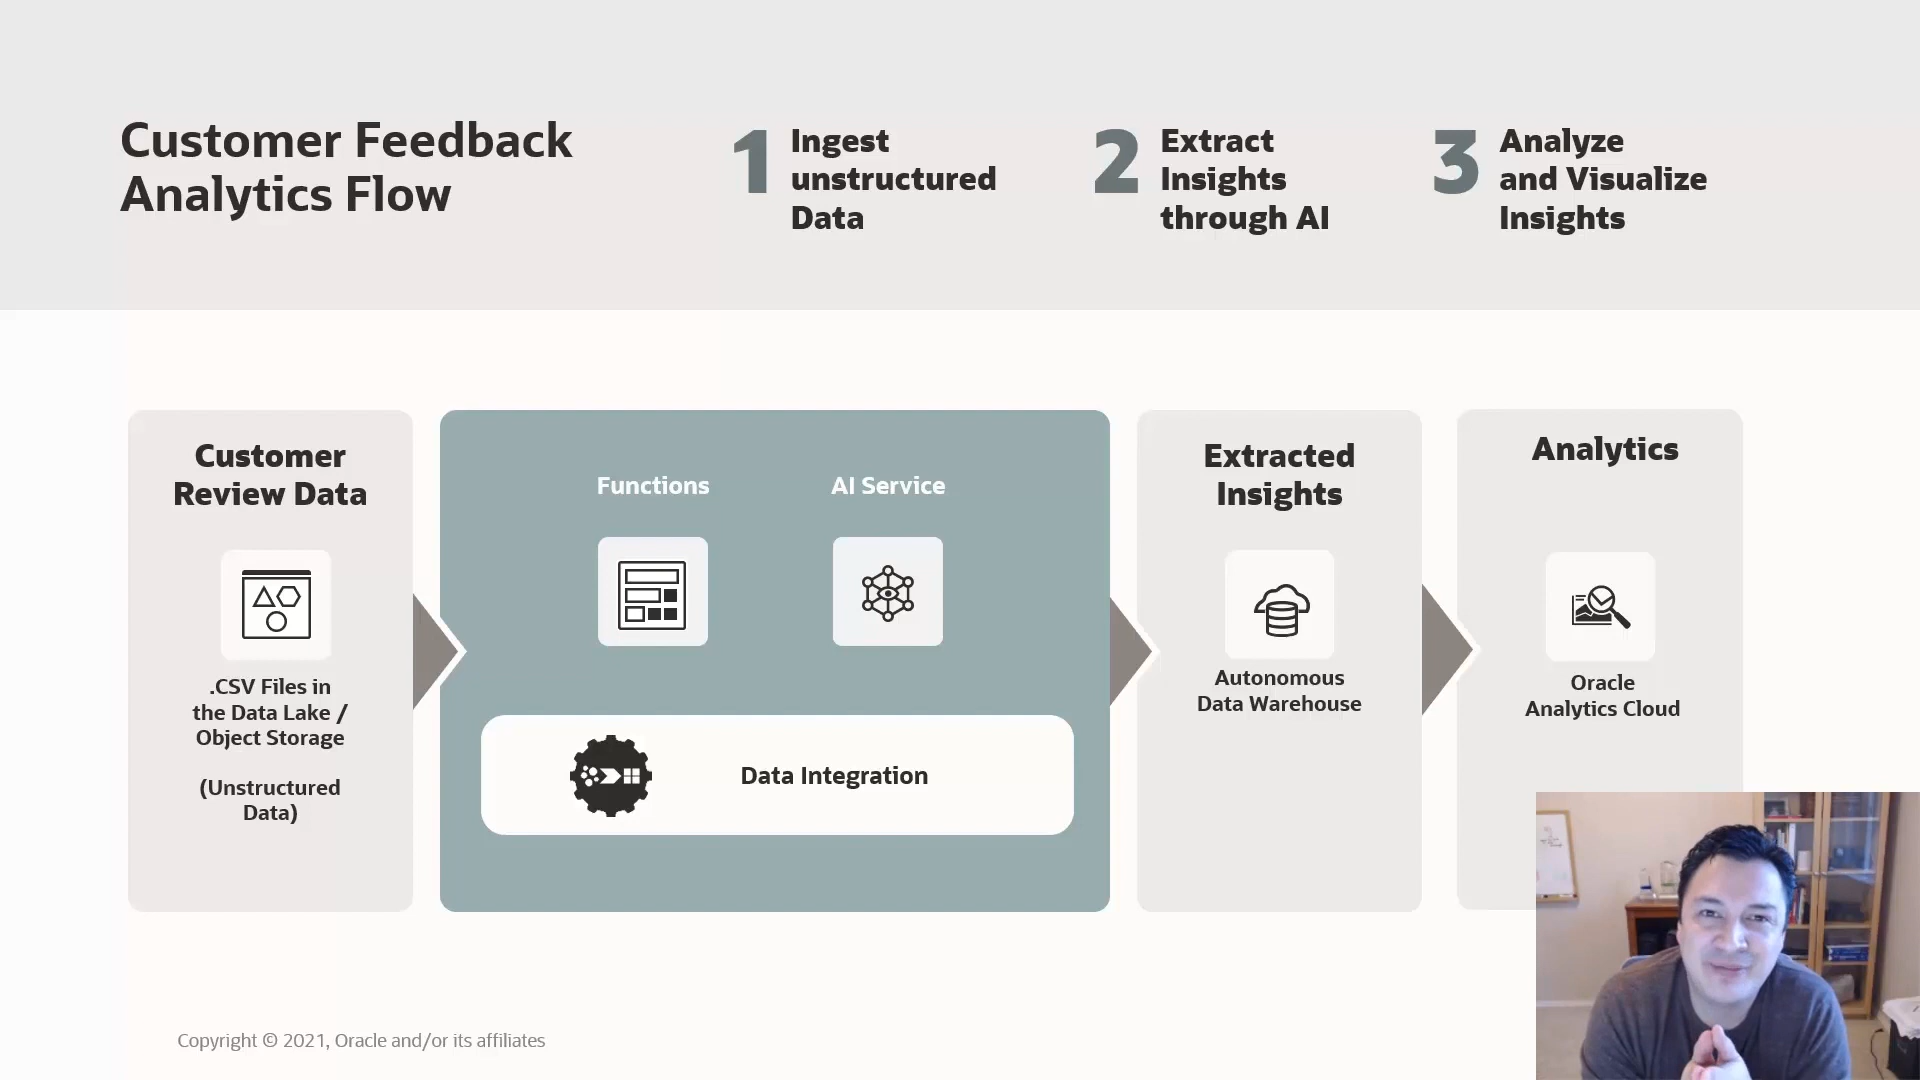 Customer Feedback
Analytics Flow
1
Ingest
unstructured
Data
2
Extract
Insights
through AI
3
Analyze
and Visualize
Insights
Customer
Review Data
.CSV Files in
the Data Lake /
Object Storage
(Unstructured
Data)
Functions
AI Service
Data Integration
Extracted
Insights
Autonomous
Data Warehouse
Analytics
Oracle
Analytics Cloud
Copyright © 2021, Oracle and/or its affiliates